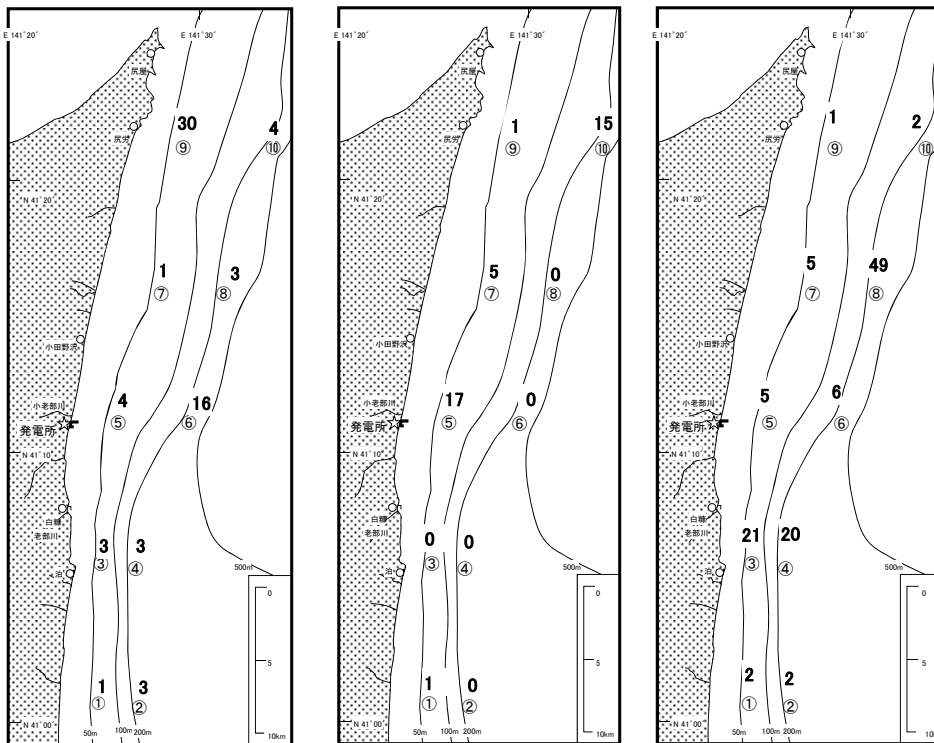 E 141°20′ E 141°30′
尻屋
30 4
尻労
⑨ ⑩
N 41°20′
1 3
⑦ ⑧
小田野沢
小老部川 4 16
発電所 ⑤ ⑥
N 41°10′
白糠
老部川
3 3
③ ④
泊
500m
0
5
1 3
① ②
N 41°00′
50m 100m 200m
10km
E 141°20′ E 141°30′
尻屋
1 15
尻労
⑨ ⑩
N 41°20′
5 0
⑦ ⑧
小田野沢
小老部川 17 0
発電所 ⑤ ⑥
N 41°10′
白糠
老部川
0 0
③ ④
泊
500m
0
5
1 0
① ②
N 41°00′
50m 100m 200m
10km
E 141°20′ E 141°30′
尻屋
1 2
尻労
⑨ ⑩
N 41°20′
5 49
⑦ ⑧
小田野沢
小老部川 5 6
発電所 ⑤ ⑥
N 41°10′
白糠
老部川
21 20
③ ④
泊
500m
0
5
2 2
① ②
N 41°00′
50m 100m 200m